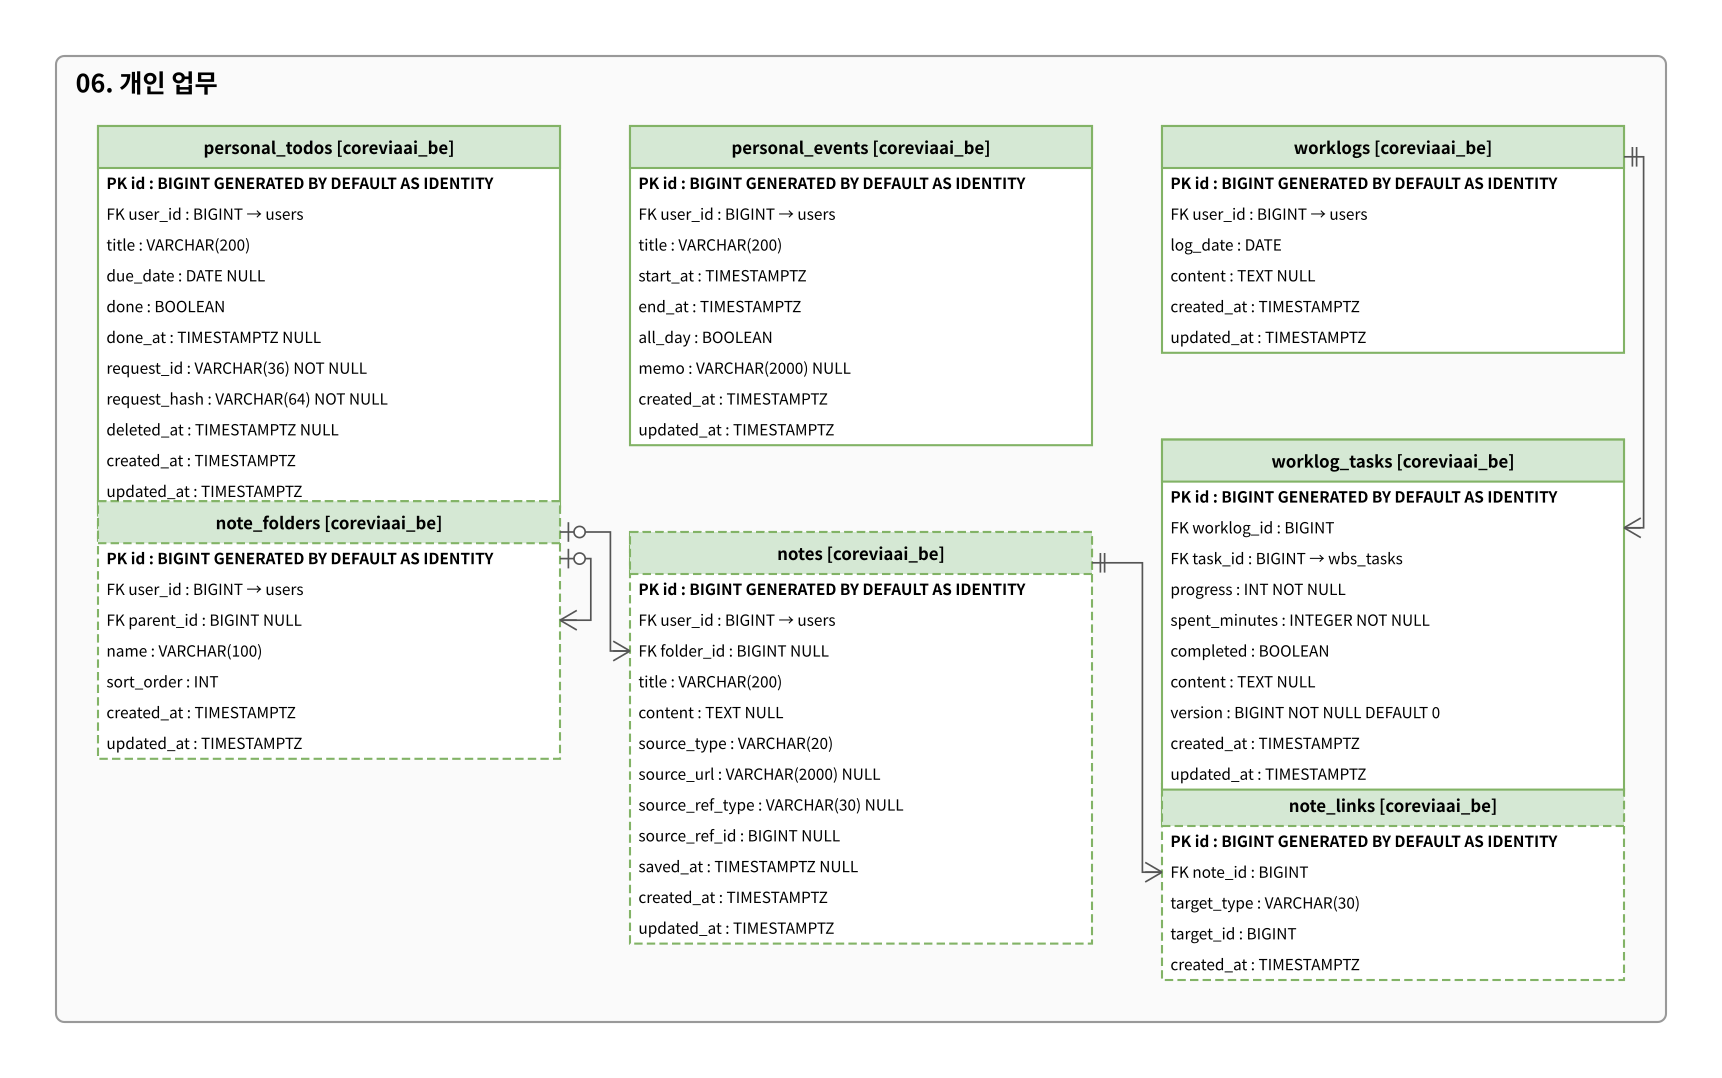 06. 개인 업무
personal_todos [coreviaai_be]
PK id : BIGINT GENERATED BY DEFAULT AS IDENTITY
FK user_id : BIGINT → users
title : VARCHAR(200)
due_date : DATE NULL
done : BOOLEAN
done_at : TIMESTAMPTZ NULL
request_id : VARCHAR(36) NOT NULL
request_hash : VARCHAR(64) NOT NULL
deleted_at : TIMESTAMPTZ NULL
created_at : TIMESTAMPTZ
updated_at : TIMESTAMPTZ
note_folders [coreviaai_be]
PK id : BIGINT GENERATED BY DEFAULT AS IDENTITY
FK user_id : BIGINT → users
FK parent_id : BIGINT NULL
name : VARCHAR(100)
sort_order : INT
created_at : TIMESTAMPTZ
updated_at : TIMESTAMPTZ
personal_events [coreviaai_be]
PK id : BIGINT GENERATED BY DEFAULT AS IDENTITY
FK user_id : BIGINT → users
title : VARCHAR(200)
start_at : TIMESTAMPTZ
end_at : TIMESTAMPTZ
all_day : BOOLEAN
memo : VARCHAR(2000) NULL
created_at : TIMESTAMPTZ
updated_at : TIMESTAMPTZ
notes [coreviaai_be]
PK id : BIGINT GENERATED BY DEFAULT AS IDENTITY
FK user_id : BIGINT → users
FK folder_id : BIGINT NULL
title : VARCHAR(200)
content : TEXT NULL
source_type : VARCHAR(20)
source_url : VARCHAR(2000) NULL
source_ref_type : VARCHAR(30) NULL
source_ref_id : BIGINT NULL
saved_at : TIMESTAMPTZ NULL
created_at : TIMESTAMPTZ
updated_at : TIMESTAMPTZ
worklogs [coreviaai_be]
PK id : BIGINT GENERATED BY DEFAULT AS IDENTITY
FK user_id : BIGINT → users
log_date : DATE
content : TEXT NULL
created_at : TIMESTAMPTZ
updated_at : TIMESTAMPTZ
worklog_tasks [coreviaai_be]
PK id : BIGINT GENERATED BY DEFAULT AS IDENTITY
FK worklog_id : BIGINT
FK task_id : BIGINT → wbs_tasks
progress : INT NOT NULL
spent_minutes : INTEGER NOT NULL
completed : BOOLEAN
content : TEXT NULL
version : BIGINT NOT NULL DEFAULT 0
created_at : TIMESTAMPTZ
updated_at : TIMESTAMPTZ
note_links [coreviaai_be]
PK id : BIGINT GENERATED BY DEFAULT AS IDENTITY
FK note_id : BIGINT
target_type : VARCHAR(30)
target_id : BIGINT
created_at : TIMESTAMPTZ